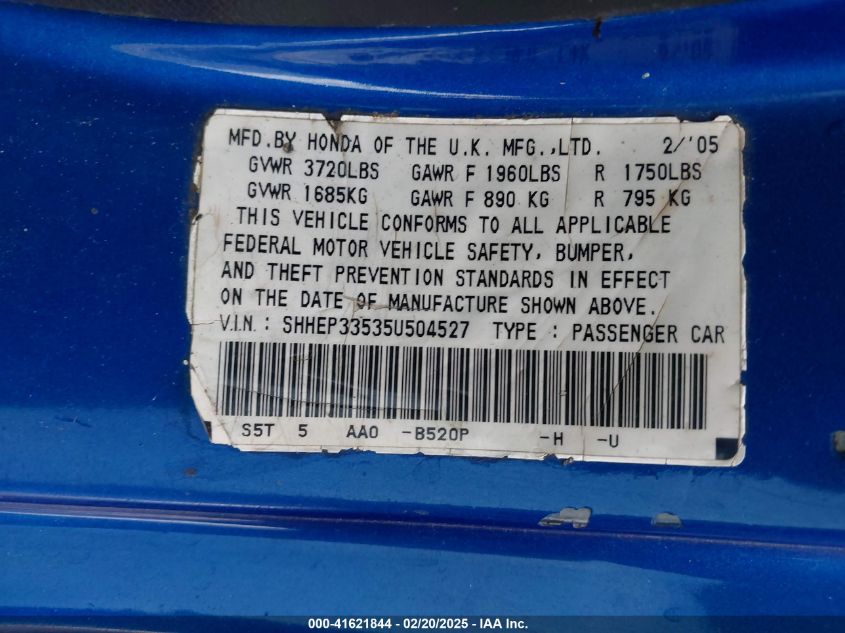 MFD.BY HONDA OF THE U.K. MFG.,LTD. 2/'05
GVWR 3720LBS GAWR F 1960LBS R 1750LBS
GVWR 1685KG GAWR F 890 KG R 795 KG
THIS VEHICLE CONFORMS TO ALL APPLICABLE
FEDERAL MOTOR VEHICLE SAFETY, BUMPER,
AND THEFT PREVENTION STANDARDS IN EFFECT
ON THE DATE OF MANUFACTURE SHOWN ABOVE.
V.I.N. : SHHEP33535U504527 TYPE : PASSENGER CAR
S5T 5 AA0 -B520P -H -U
000-41621844 - 02/20/2025 - IAA Inc.